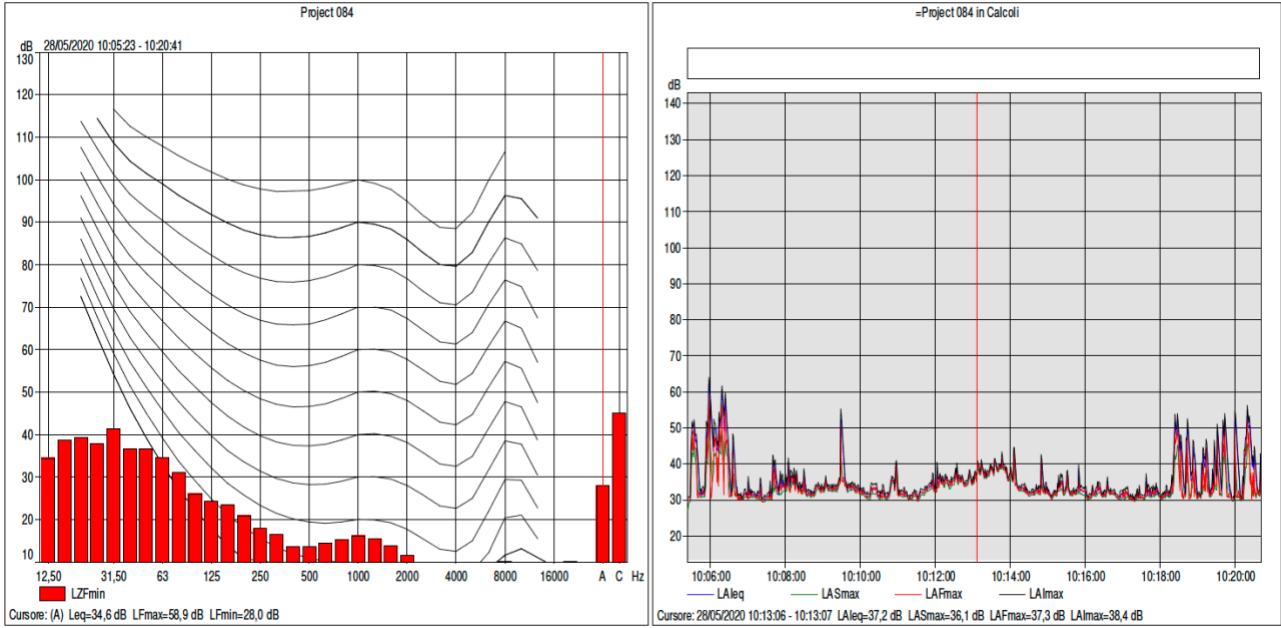 Project 084
dB 28/05/2020 10:05:23 - 10:20:41
130
120
110
100
90
80
70
60
50
40
30
20
10
12,50 31,50 63 125 250 500 1000 2000 4000 8000 16000 A C Hz
LZFmin
Cursore: (A) Leq=34,6 dB LFmax=58,9 dB LFmin=28,0 dB
=Project 084 in Calcoli
dB
140
130
120
110
100
90
80
70
60
50
40
30
20
10:06:00 10:08:00 10:10:00 10:12:00 10:14:00 10:16:00 10:18:00 10:20:00
LAleq LASmax LAFmax LAImax
Cursore: 28/05/2020 10:13:06 - 10:13:07 LAleq=37,2 dB LASmax=36,1 dB LAFmax=37,3 dB LAImax=38,4 dB